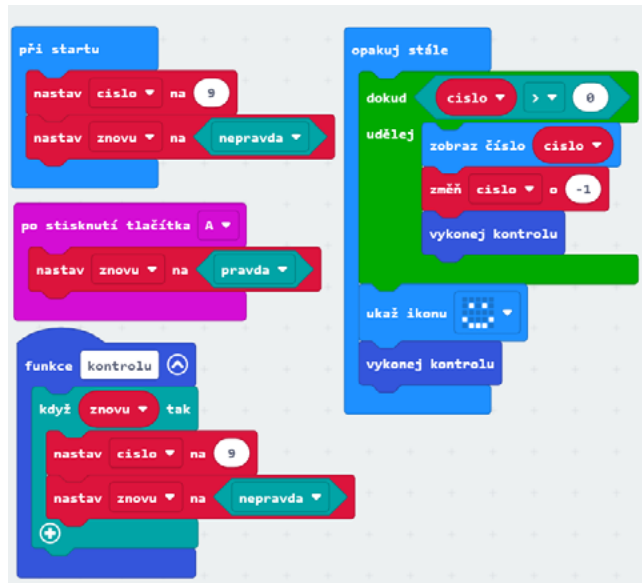 při startu
nastav cislo na 9
nastav znovu na nepravda
po stisknutí tlačítka A
nastav znovu na pravda
funkce kontrolu
když znovu tak
nastav cislo na 9
nastav znovu na nepravda
opakuj stále
dokud cislo > 0
udělej
zobraz číslo cislo
změň cislo o -1
vykonej kontrolu
ukaž ikonu
vykonej kontrolu